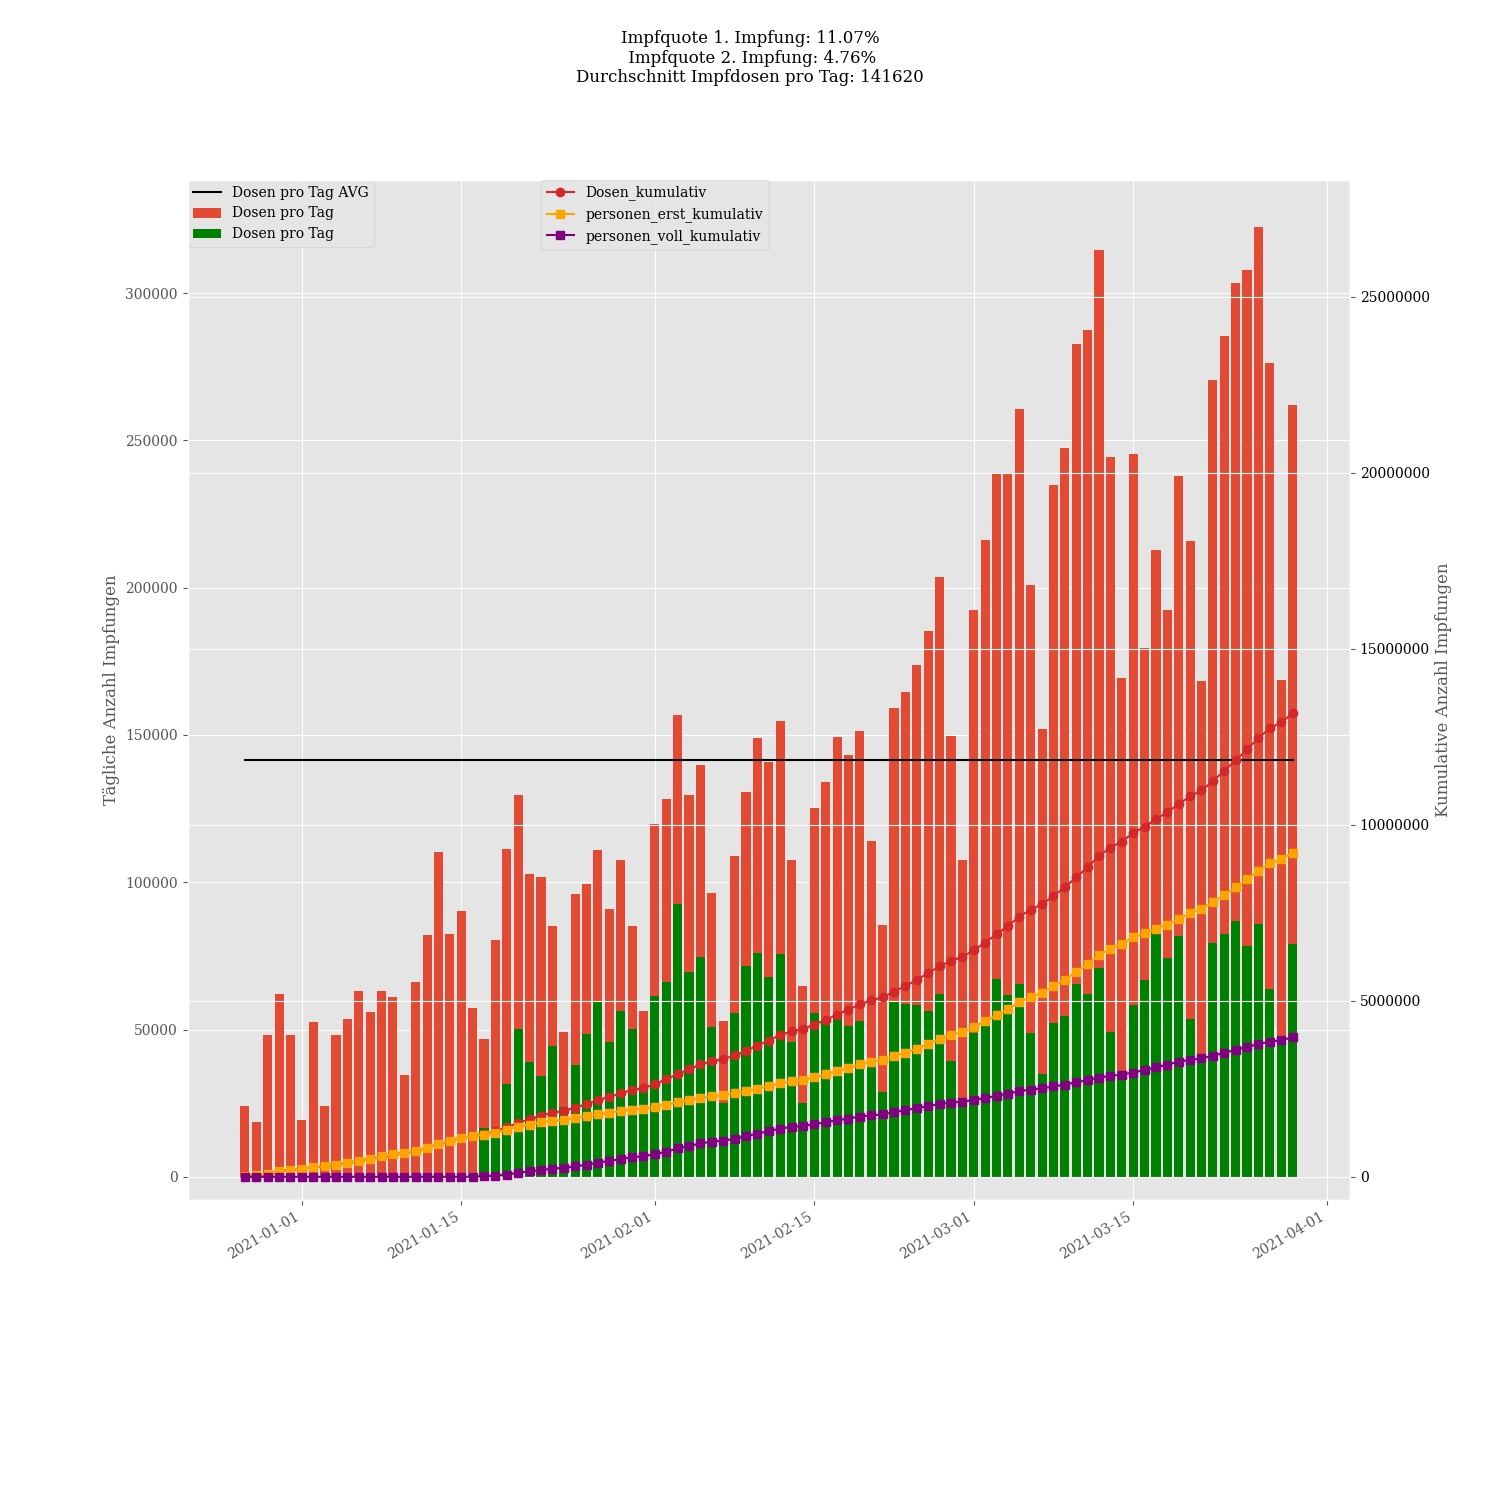 Impfquote 1. Impfung: 11.07%
Impfquote 2. Impfung: 4.76%
Durchschnitt Impfdosen pro Tag: 141620
Dosen pro Tag AVG
Dosen pro Tag
Dosen pro Tag
Dosen_kumulativ
personen_erst_kumulativ
personen_voll_kumulativ
Tägliche Anzahl Impfungen
300000
250000
200000
150000
100000
50000
0
25000000
20000000
15000000
10000000
5000000
0
Kumulative Anzahl Impfungen
2021-01-01
2021-01-15
2021-02-01
2021-02-15
2021-03-01
2021-03-15
2021-04-01